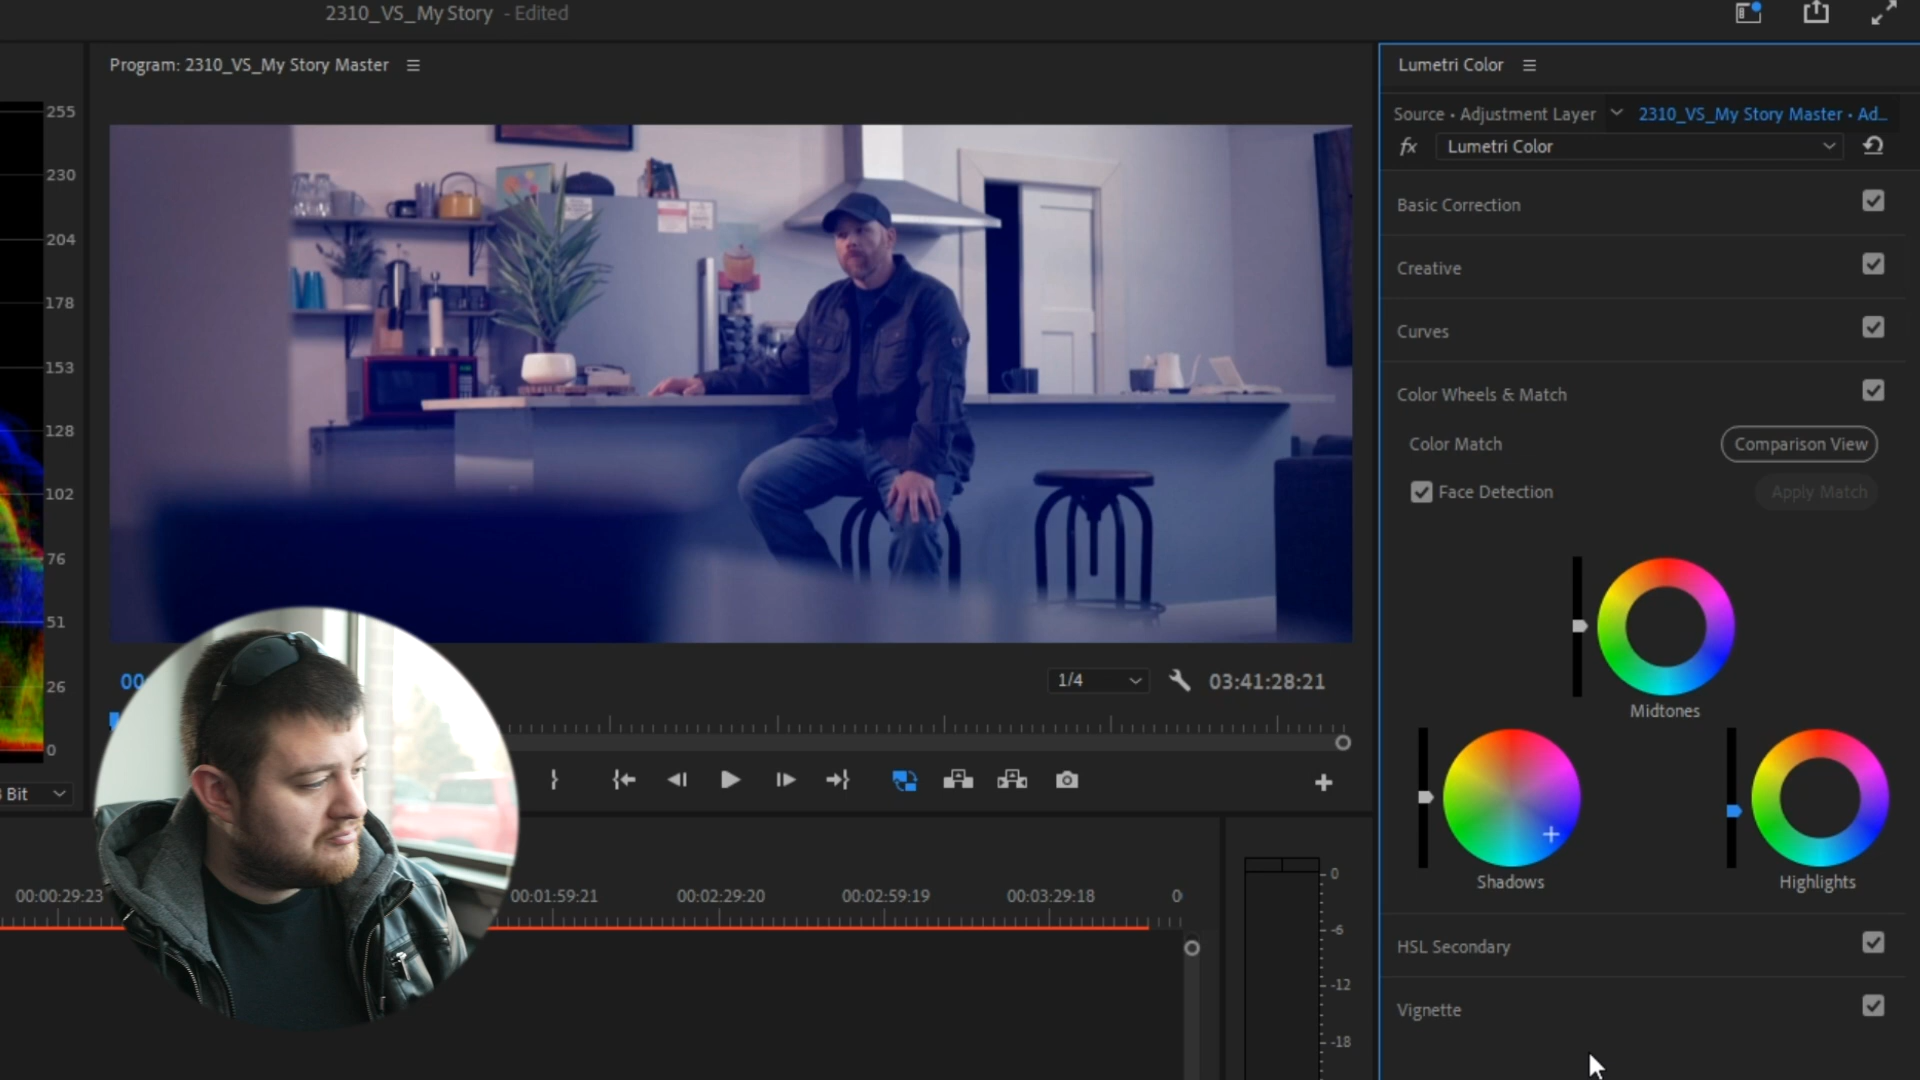 2310_VS_My Story - Edited
Program: 2310_VS_My Story Master
Lumetri Color
Source • Adjustment Layer
2310_VS_My Story Master • Ad...
fx
Lumetri Color
Basic Correction
Creative
Curves
Color Wheels & Match
Color Match
Comparison View
Face Detection
Apply Match
Midtones
Shadows
Highlights
HSL Secondary
Vignette
255
230
204
178
153
128
102
76
51
26
0
8 Bit
00:
1/4
03:41:28:21
00:00:29:23
00:01:59:21
00:02:29:20
00:02:59:19
00:03:29:18
0
0
-6
-12
-18